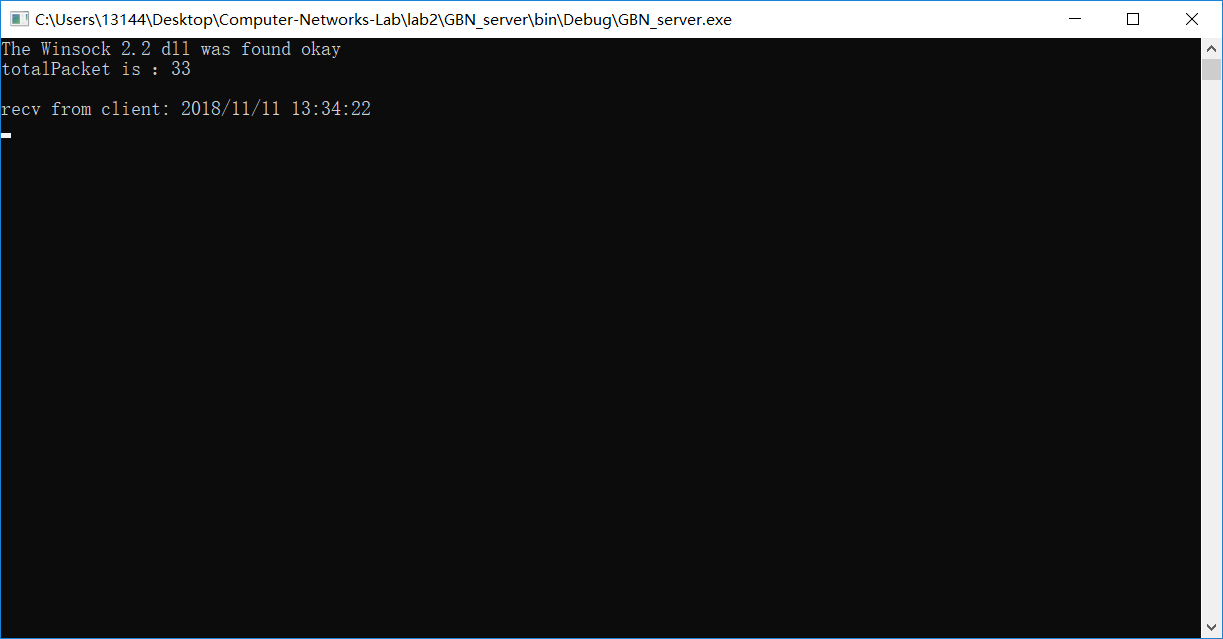 C:\Users\13144\Desktop\Computer-Networks-Lab\lab2\GBN_server\bin\Debug\GBN_server.exe
The Winsock 2.2 dll was found okay
totalPacket is ：33
recv from client: 2018/11/11 13:34:22